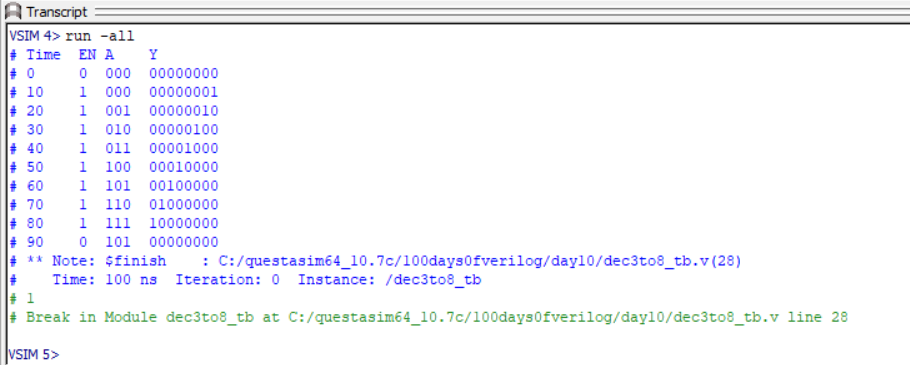 Transcript
VSIM 4> run -all
# Time  EN A   Y
# 0     0  000  00000000
# 10    1  000  00000001
# 20    1  001  00000010
# 30    1  010  00000100
# 40    1  011  00001000
# 50    1  100  00010000
# 60    1  101  00100000
# 70    1  110  01000000
# 80    1  111  10000000
# 90    0  101  00000000
# ** Note: $finish    : C:/questasim64_10.7c/100days0fverilog/day10/dec3to8_tb.v(28)
#    Time: 100 ns  Iteration: 0  Instance: /dec3to8_tb
# 1
# Break in Module dec3to8_tb at C:/questasim64_10.7c/100days0fverilog/day10/dec3to8_tb.v line 28
VSIM 5>